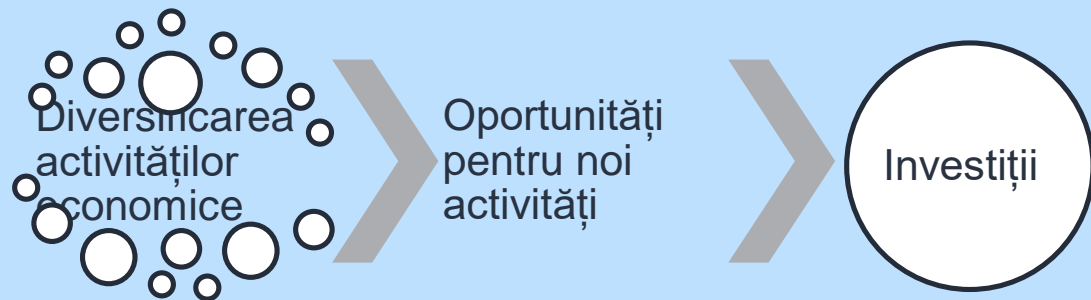 Diversificarea
activităților
economice
Oportunități
pentru noi
activități
Investiții